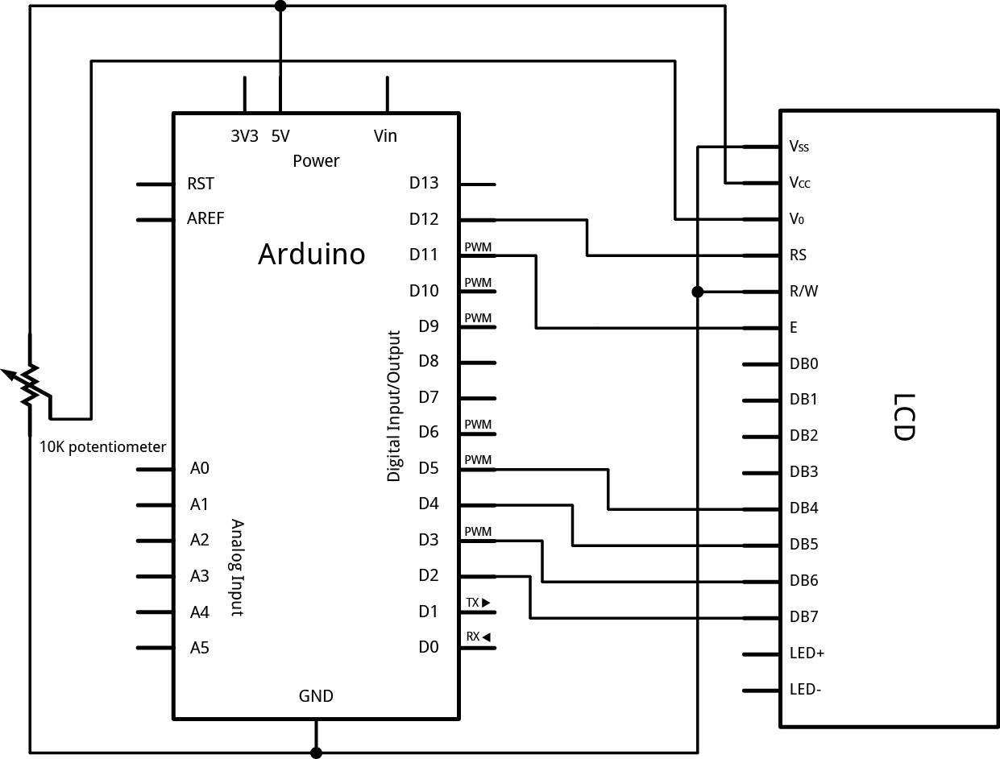 3V3 5V Vin
Power
RST
AREF
Arduino
10K potentiometer
A0
A1
A2
A3
A4
A5
Analog Input
GND
Digital Input/Output
D13
D12
D11 PWM
D10 PWM
D9 PWM
D8
D7
D6 PWM
D5 PWM
D4
D3 PWM
D2
D1 TX ▶
D0 RX ◀
Vss
Vcc
V0
RS
R/W
E
DB0
DB1
DB2
DB3
DB4
DB5
DB6
DB7
LED+
LED-
LCD